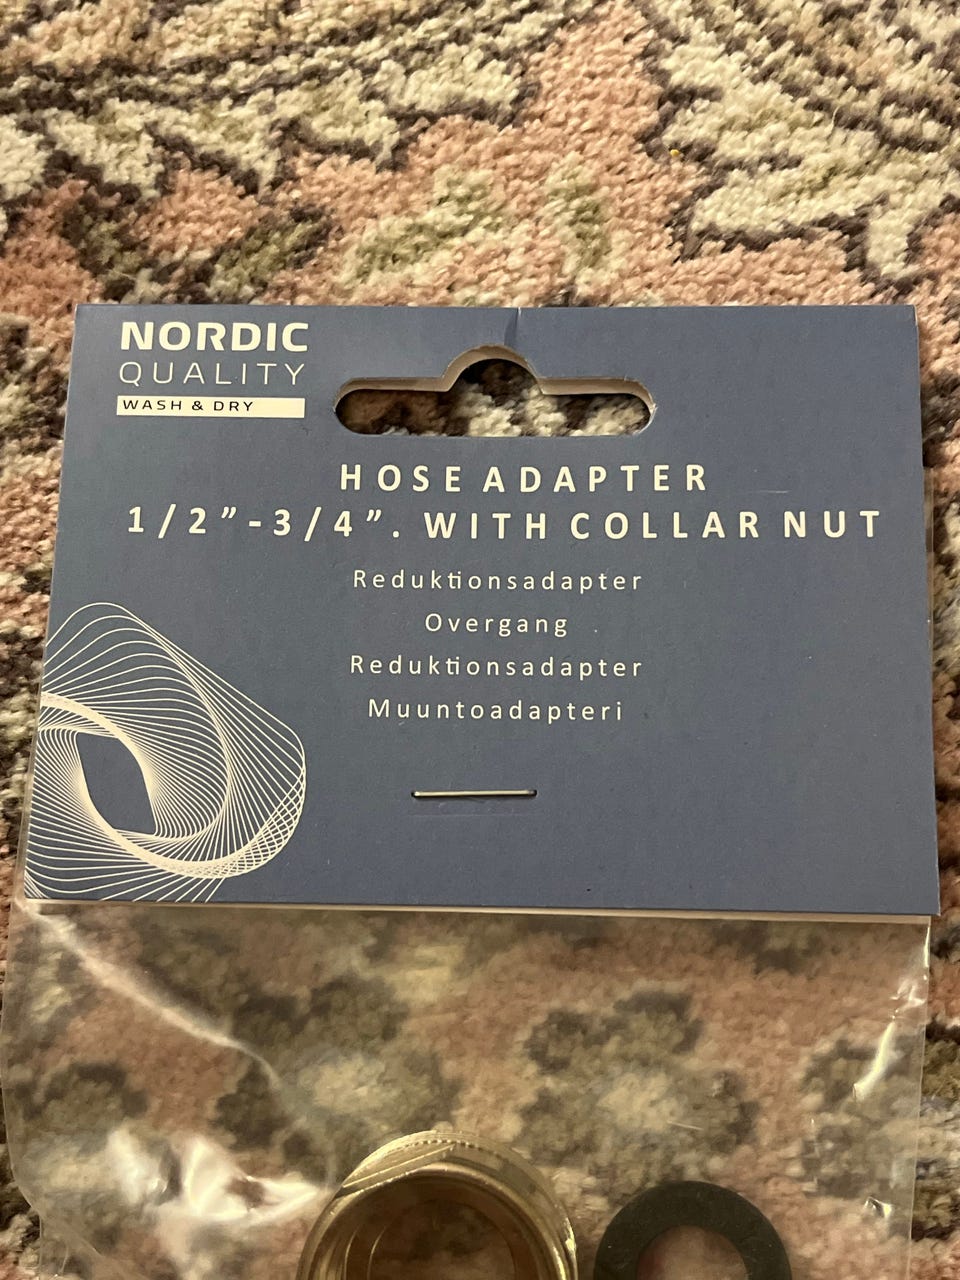 NORDIC
QUALITY
WASH & DRY
HOSE ADAPTER
1/2”-3/4”. WITH COLLAR NUT
Reduktionsadapter
Overgang
Reduktionsadapter
Muuntoadapteri